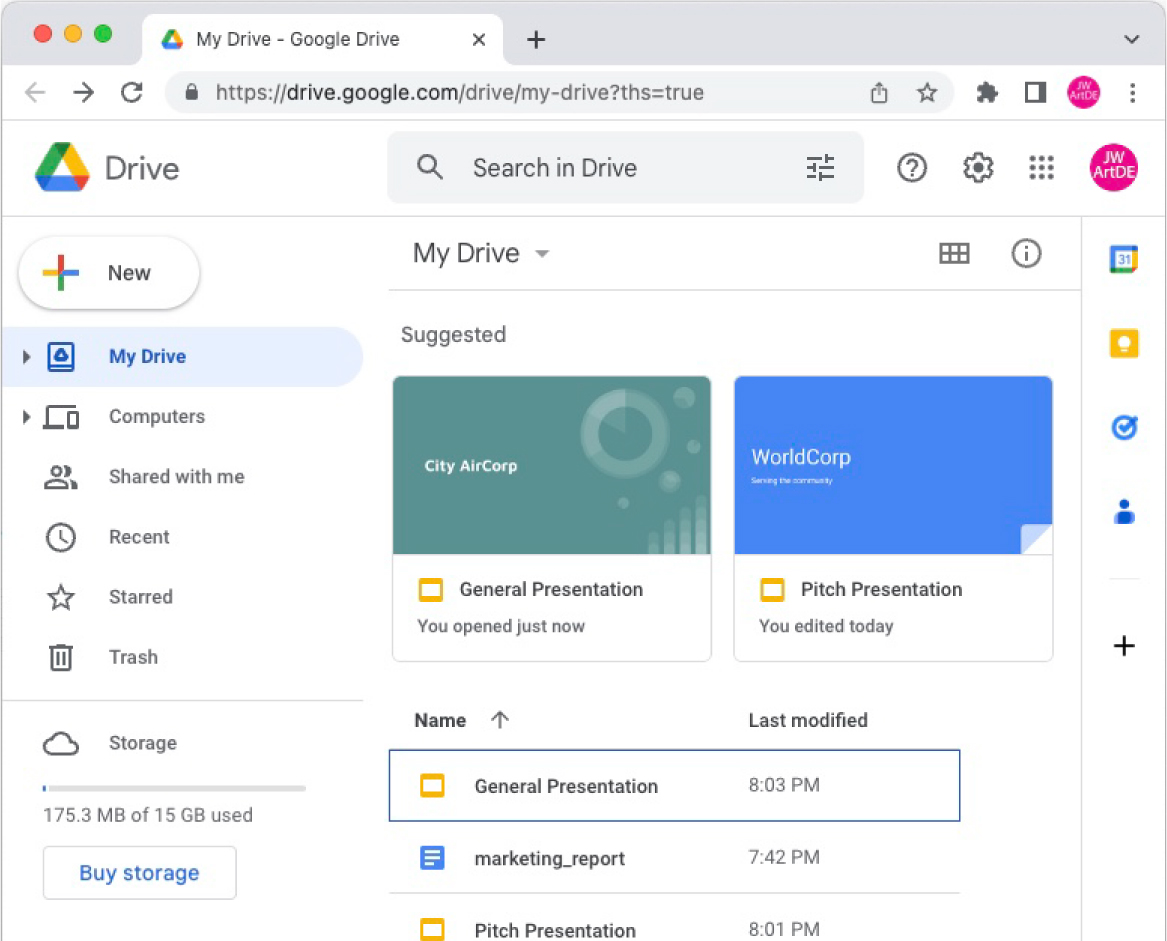 My Drive - Google Drive
https://drive.google.com/drive/my-drive?ths=true
JW
ArtDE
Drive
Search in Drive
JW
ArtDE
New
My Drive
Computers
Shared with me
Recent
Starred
Trash
Storage
175.3 MB of 15 GB used
Buy storage
My Drive
Suggested
City AirCorp
General Presentation
You opened just now
WorldCorp
Serving the community
Pitch Presentation
You edited today
Name Last modified
General Presentation 8:03 PM
marketing_report 7:42 PM
Pitch Presentation 8:01 PM
31